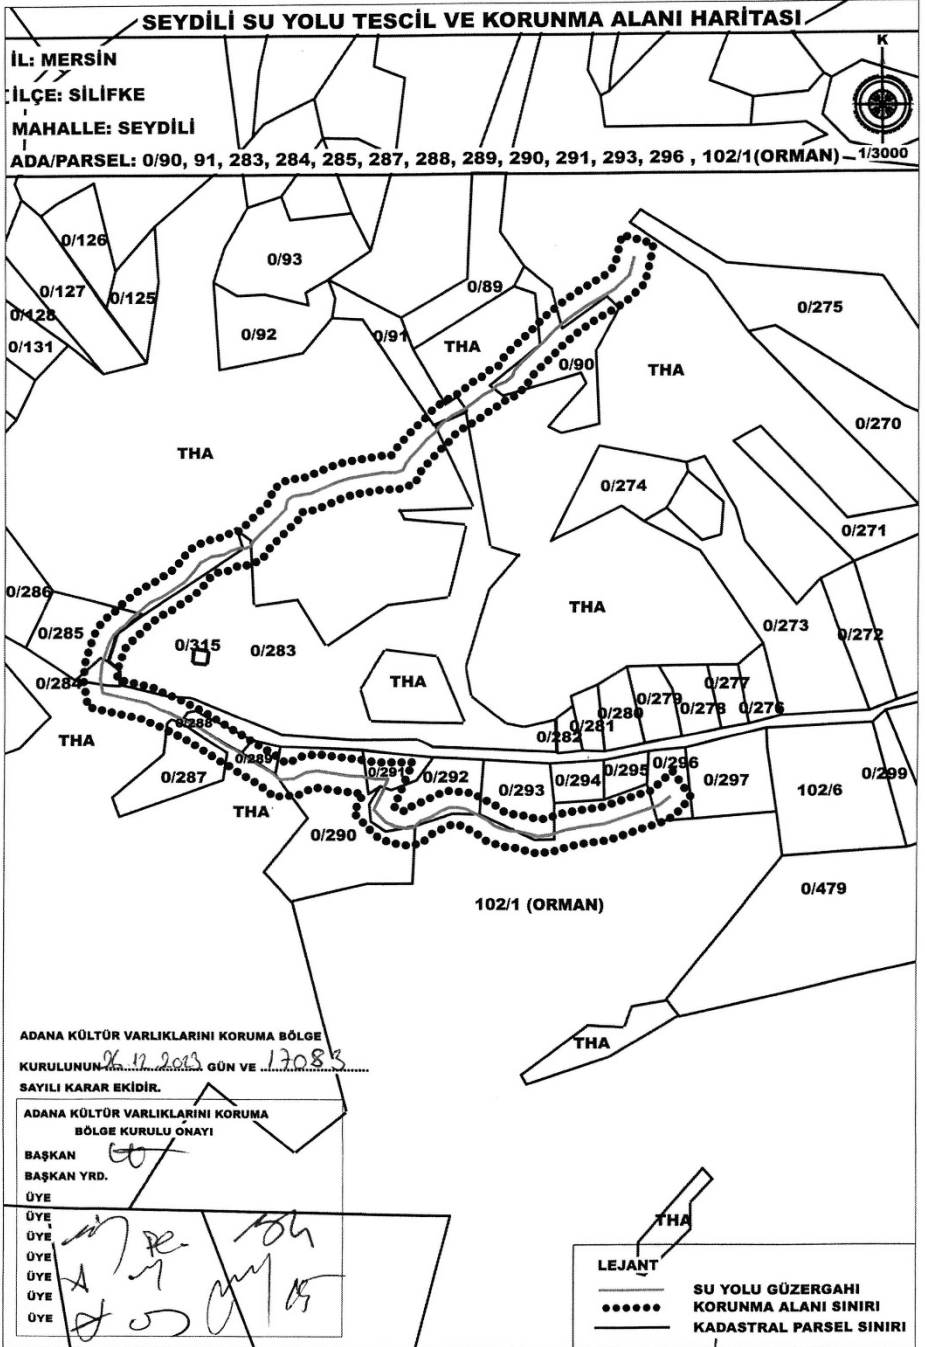 SEYDİLİ SU YOLU TESCİL VE KORUNMA ALANI HARİTASI
İL: MERSİN
K
İLÇE: SİLİFKE
MAHALLE: SEYDİLİ
ADA/PARSEL: 0/90, 91, 283, 284, 285, 287, 288, 289, 290, 291, 293, 296 , 102/1(ORMAN)
1/3000
0/126
0/93
0/127
0/125
0/89
0/275
0/128
0/131
0/92
0/91
THA
0/90
THA
0/270
THA
0/274
0/271
0/286
THA
0/285
0/315
0/283
0/273
0/272
0/284
THA
0/277
0/279
0/278
0/276
0/280
0/281
0/282
0/288
THA
0/289
0/287
0/291
0/292
0/293
0/294
0/295
0/296
0/297
0/299
102/6
THA
0/290
0/479
102/1 (ORMAN)
THA
ADANA KÜLTÜR VARLIKLARINI KORUMA BÖLGE
KURULUNUN 26.12.2023 GÜN VE 17083
SAYILI KARAR EKİDİR.
ADANA KÜLTÜR VARLIKLARINI KORUMA
BÖLGE KURULU ONAYI
BAŞKAN
BAŞKAN YRD.
ÜYE
ÜYE
ÜYE
ÜYE
ÜYE
ÜYE
ÜYE
THA
LEJANT
SU YOLU GÜZERGAHI
KORUNMA ALANI SINIRI
KADASTRAL PARSEL SINIRI